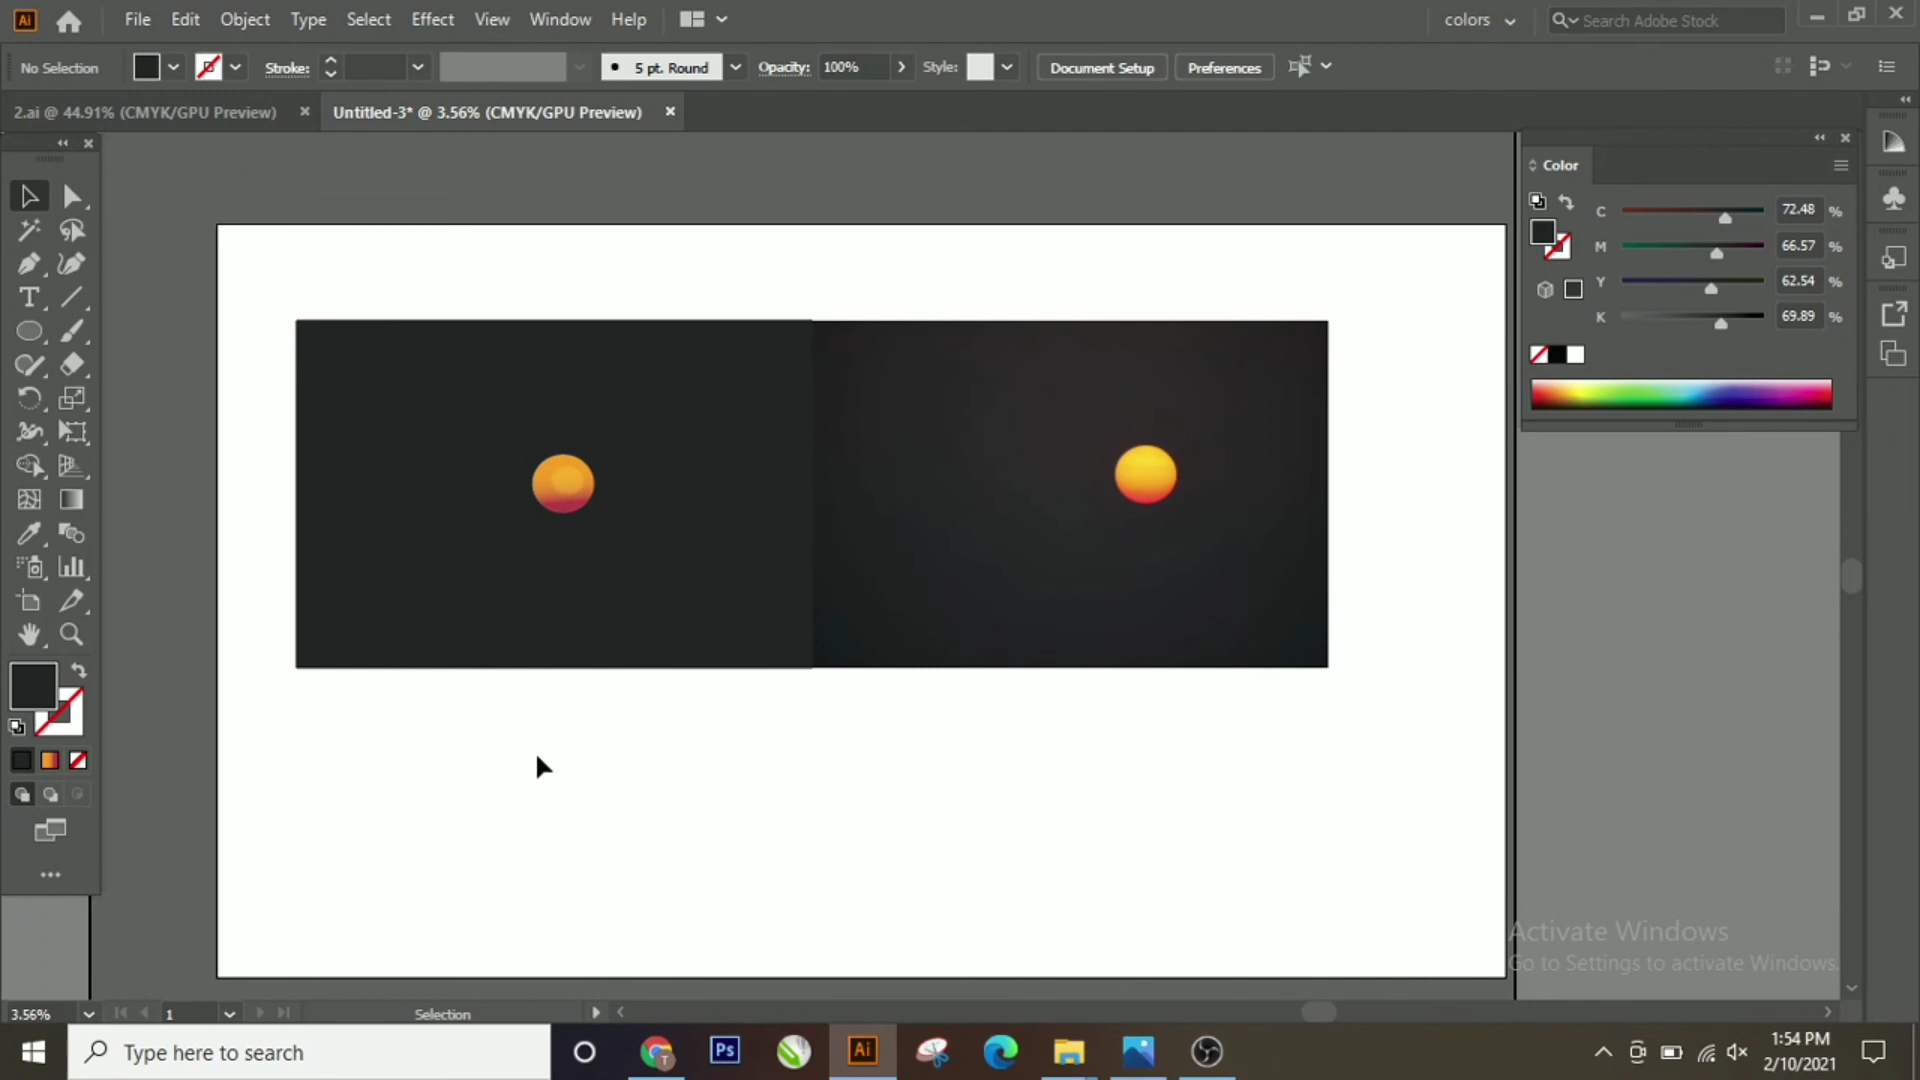 Ai File Edit Object Type Select Effect View Window Help colors Search Adobe Stock
No Selection Stroke: 5 pt. Round Opacity: 100% Style: Document Setup Preferences
2.ai @ 44.91% (CMYK/GPU Preview) Untitled-3* @ 3.56% (CMYK/GPU Preview)
Color
C 72.48 %
M 66.57 %
Y 62.54 %
K 69.89 %
Activate Windows
Go to Settings to activate Windows.
3.56% 1 Selection
Type here to search Ps Ai 1:54 PM
2/10/2021